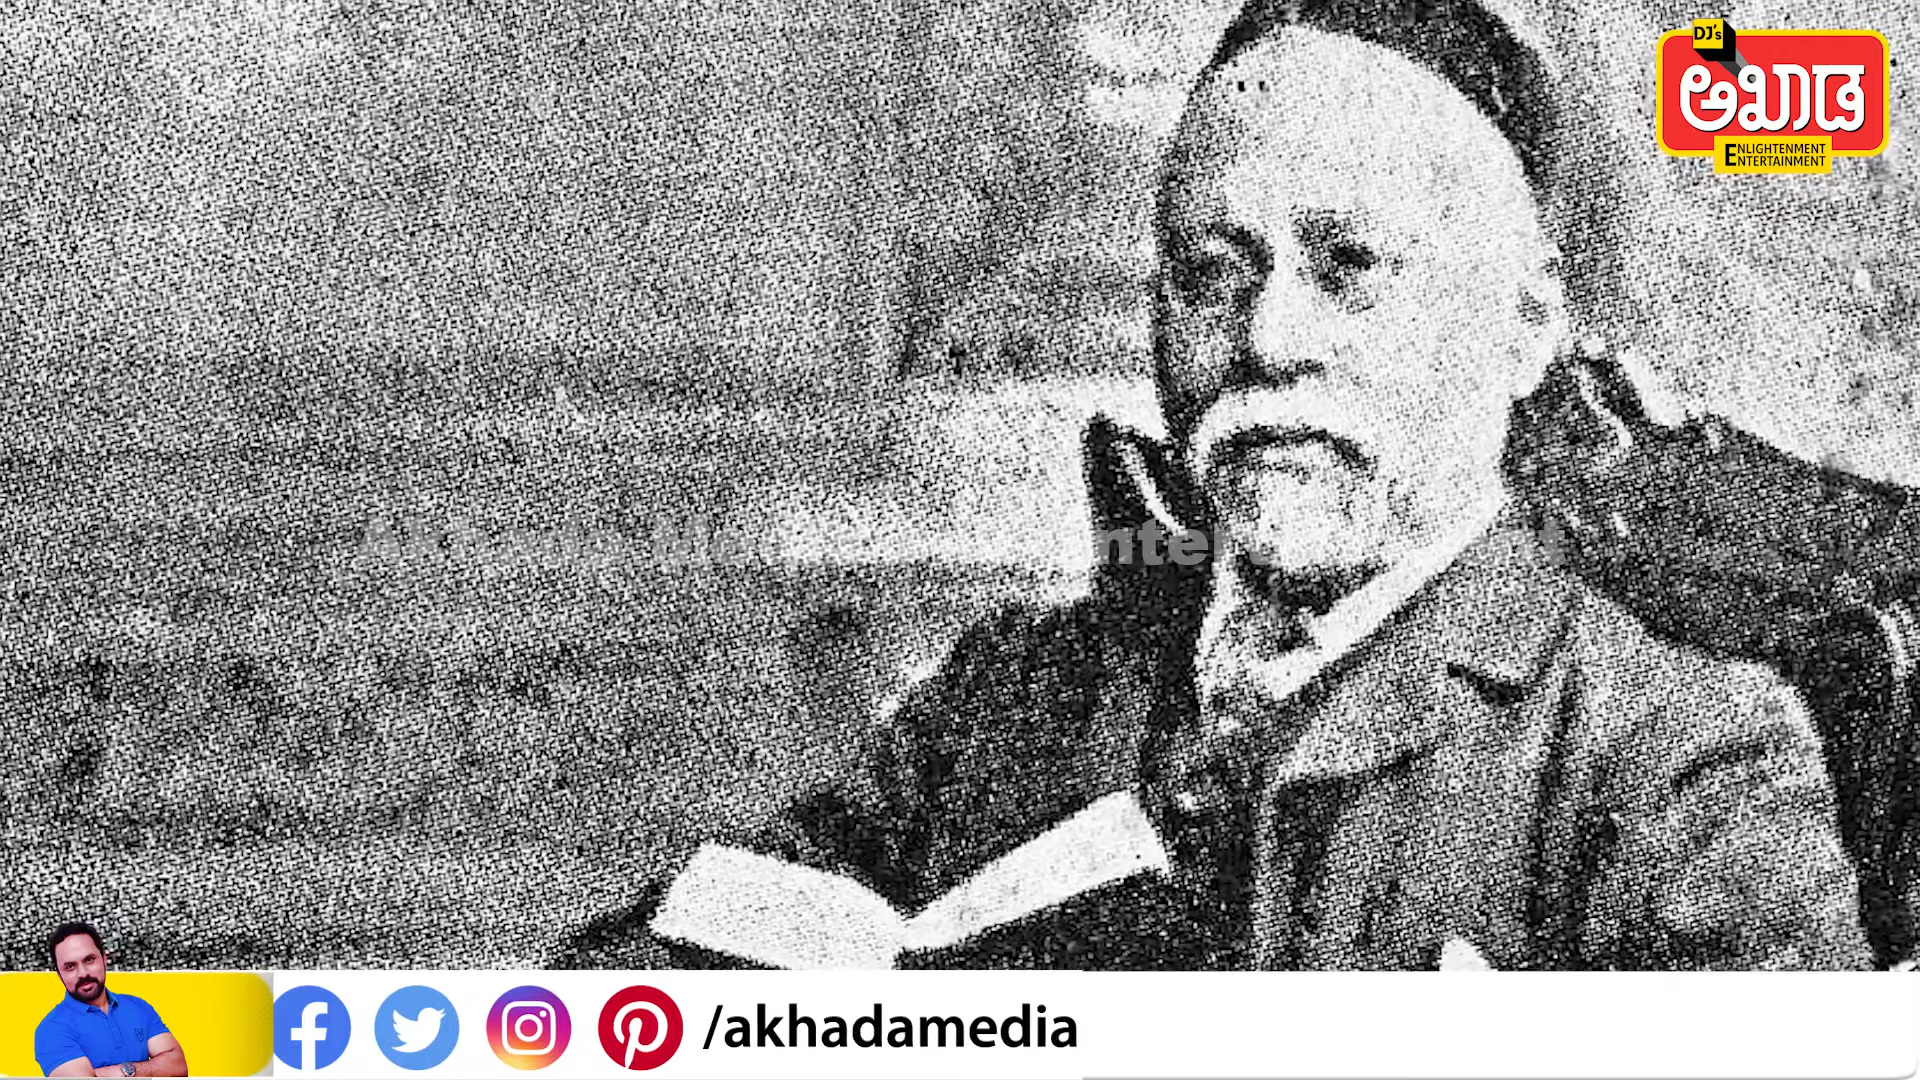 DJ's
ಅಖಾಡ
ENLIGHTENMENT
ENTERTAINMENT
/akhadamedia